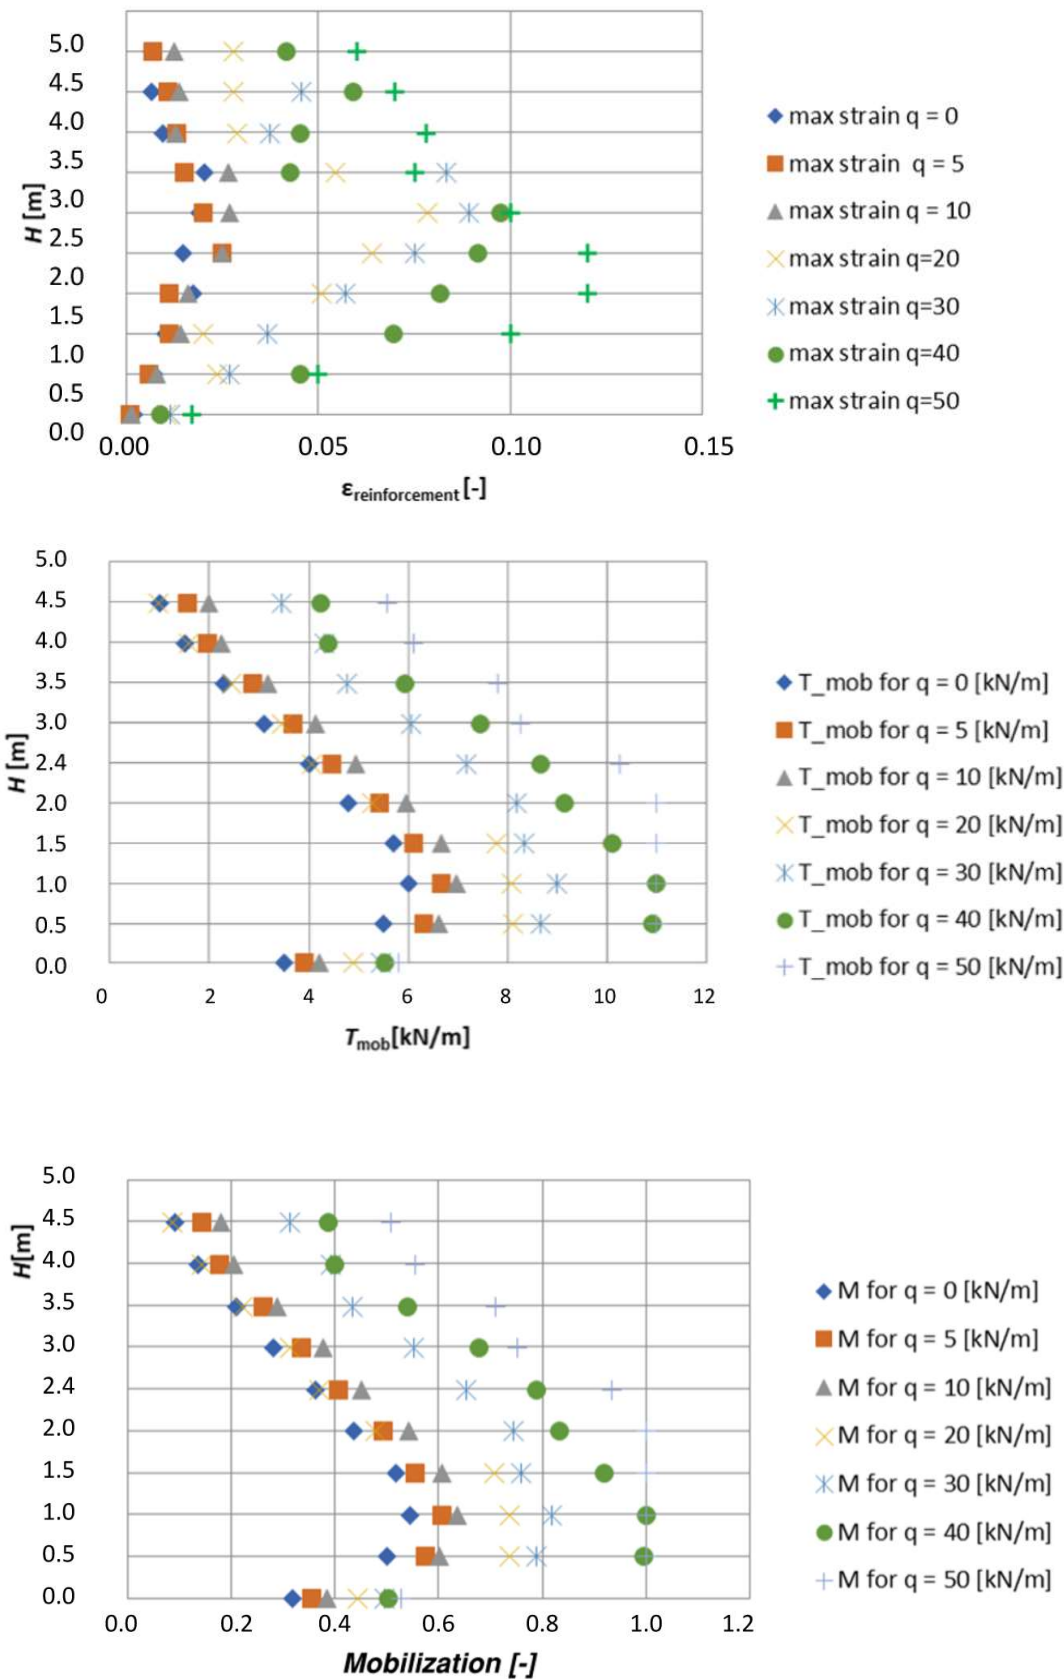 5.0
4.5
4.0
3.5
3.0
2.5
2.0
1.5
1.0
0.5
0.0
H [m]
0.00 0.05 0.10 0.15
εreinforcement [-]
max strain q = 0
max strain q = 5
max strain q = 10
max strain q=20
max strain q=30
max strain q=40
max strain q=50
5.0
4.5
4.0
3.5
3.0
2.4
2.0
1.5
1.0
0.5
0.0
H [m]
0 2 4 6 8 10 12
Tmob[kN/m]
T_mob for q = 0 [kN/m]
T_mob for q = 5 [kN/m]
T_mob for q = 10 [kN/m]
T_mob for q = 20 [kN/m]
T_mob for q = 30 [kN/m]
T_mob for q = 40 [kN/m]
T_mob for q = 50 [kN/m]
5.0
4.5
4.0
3.5
3.0
2.4
2.0
1.5
1.0
0.5
0.0
H[m]
0.0 0.2 0.4 0.6 0.8 1.0 1.2
Mobilization [-]
M for q = 0 [kN/m]
M for q = 5 [kN/m]
M for q = 10 [kN/m]
M for q = 20 [kN/m]
M for q = 30 [kN/m]
M for q = 40 [kN/m]
M for q = 50 [kN/m]